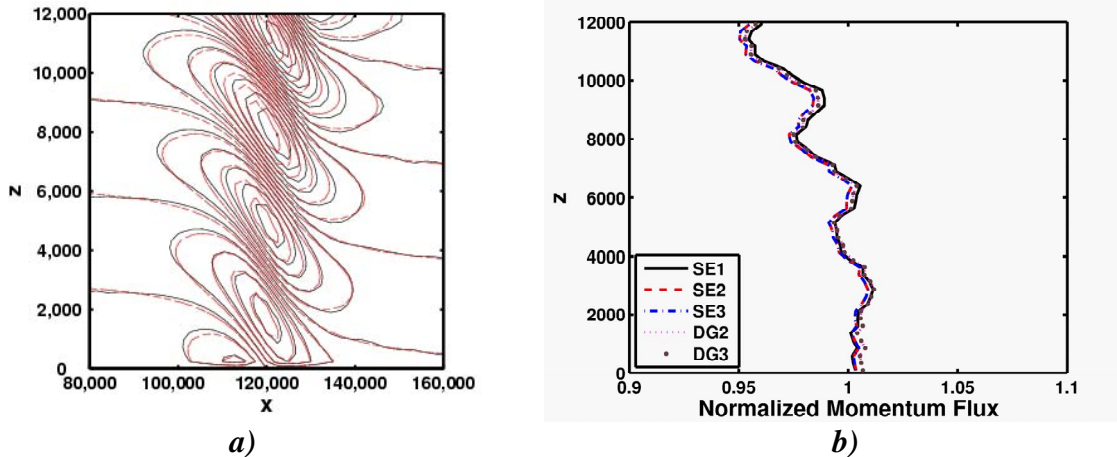 12,000
10,000
8,000
6,000
4,000
2,000
0
z
80,000 100,000 120,000 140,000 160,000
x
a)
12000
10000
8000
6000
4000
2000
0
z
SE1
SE2
SE3
DG2
DG3
0.9 0.95 1 1.05 1.1
Normalized Momentum Flux
b)